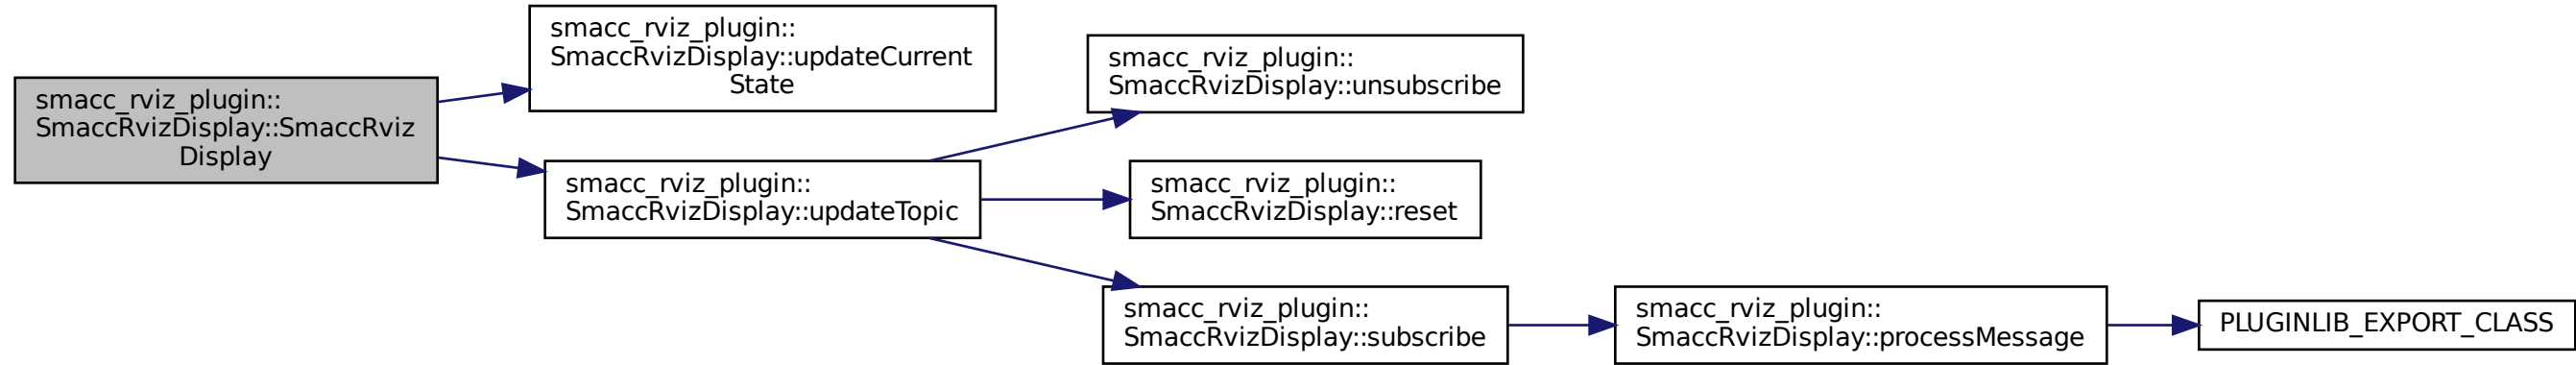 smacc_rviz_plugin::
SmaccRvizDisplay::SmaccRviz
Display
smacc_rviz_plugin::
SmaccRvizDisplay::updateCurrent
State
smacc_rviz_plugin::
SmaccRvizDisplay::updateTopic
smacc_rviz_plugin::
SmaccRvizDisplay::unsubscribe
smacc_rviz_plugin::
SmaccRvizDisplay::reset
smacc_rviz_plugin::
SmaccRvizDisplay::subscribe
smacc_rviz_plugin::
SmaccRvizDisplay::processMessage
PLUGINLIB_EXPORT_CLASS